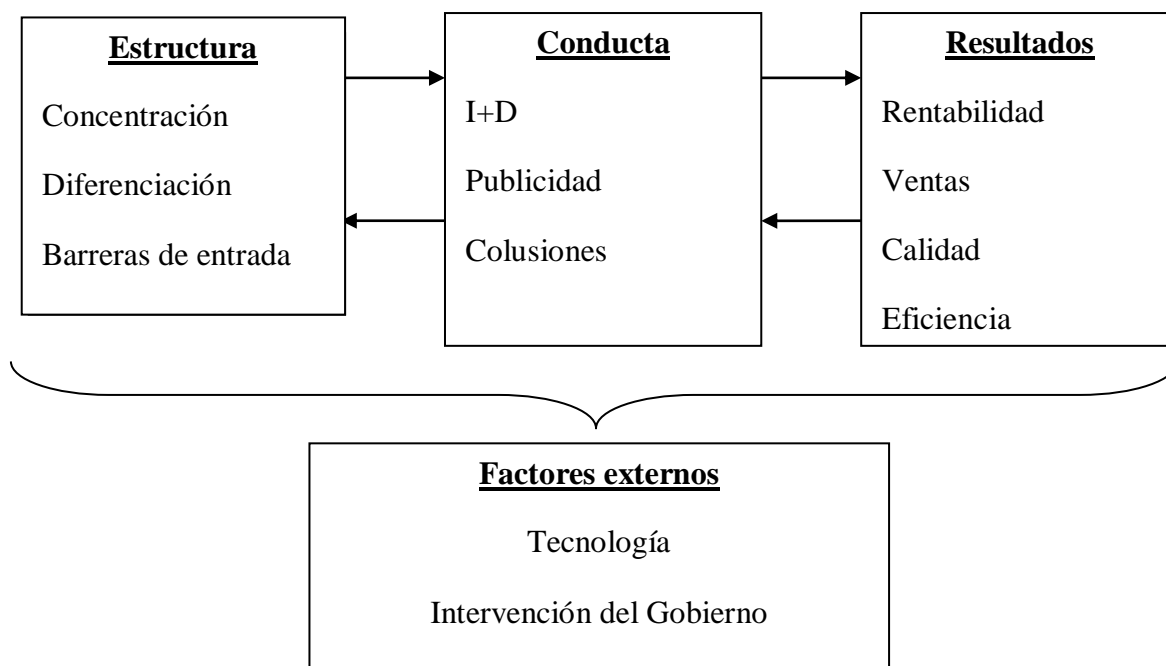 Estructura
Concentración
Diferenciación
Barreras de entrada
Conducta
I+D
Publicidad
Colusiones
Resultados
Rentabilidad
Ventas
Calidad
Eficiencia
Factores externos
Tecnología
Intervención del Gobierno